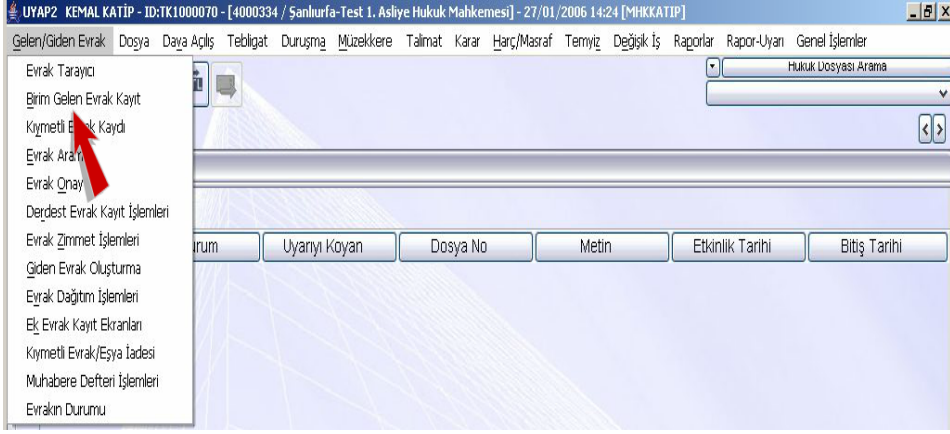 UYAP2 KEMAL KATİP - ID:TK1000070 - [4000334 / Şanlıurfa-Test 1. Asliye Hukuk Mahkemesi] - 27/01/2006 14:24 [MHKKATIP]
Gelen/Giden Evrak Dosya Dava Açılış Tebligat Duruşma Müzekkere Talimat Karar Harç/Masraf Temyiz Değişik İş Raporlar Rapor-Uyarı Genel İşlemler
Hukuk Dosyası Arama
Evrak Tarayıcı
Birim Gelen Evrak Kayıt
Kıymetli Kaydı
Evrak
Evrak Onay
Derdest Evrak Kayıt İşlemleri
Evrak Zimmet İşlemleri
Uyarıyı Koyan Dosya No Metin Etkinlik Tarihi Bitiş Tarihi
Giden Evrak Oluşturma
Evrak Dağıtım İşlemleri
Ek Evrak Kayıt Ekranları
Kıymetli Evrak/Eşya İadesi
Muhabere Defteri İşlemleri
Evrakın Durumu